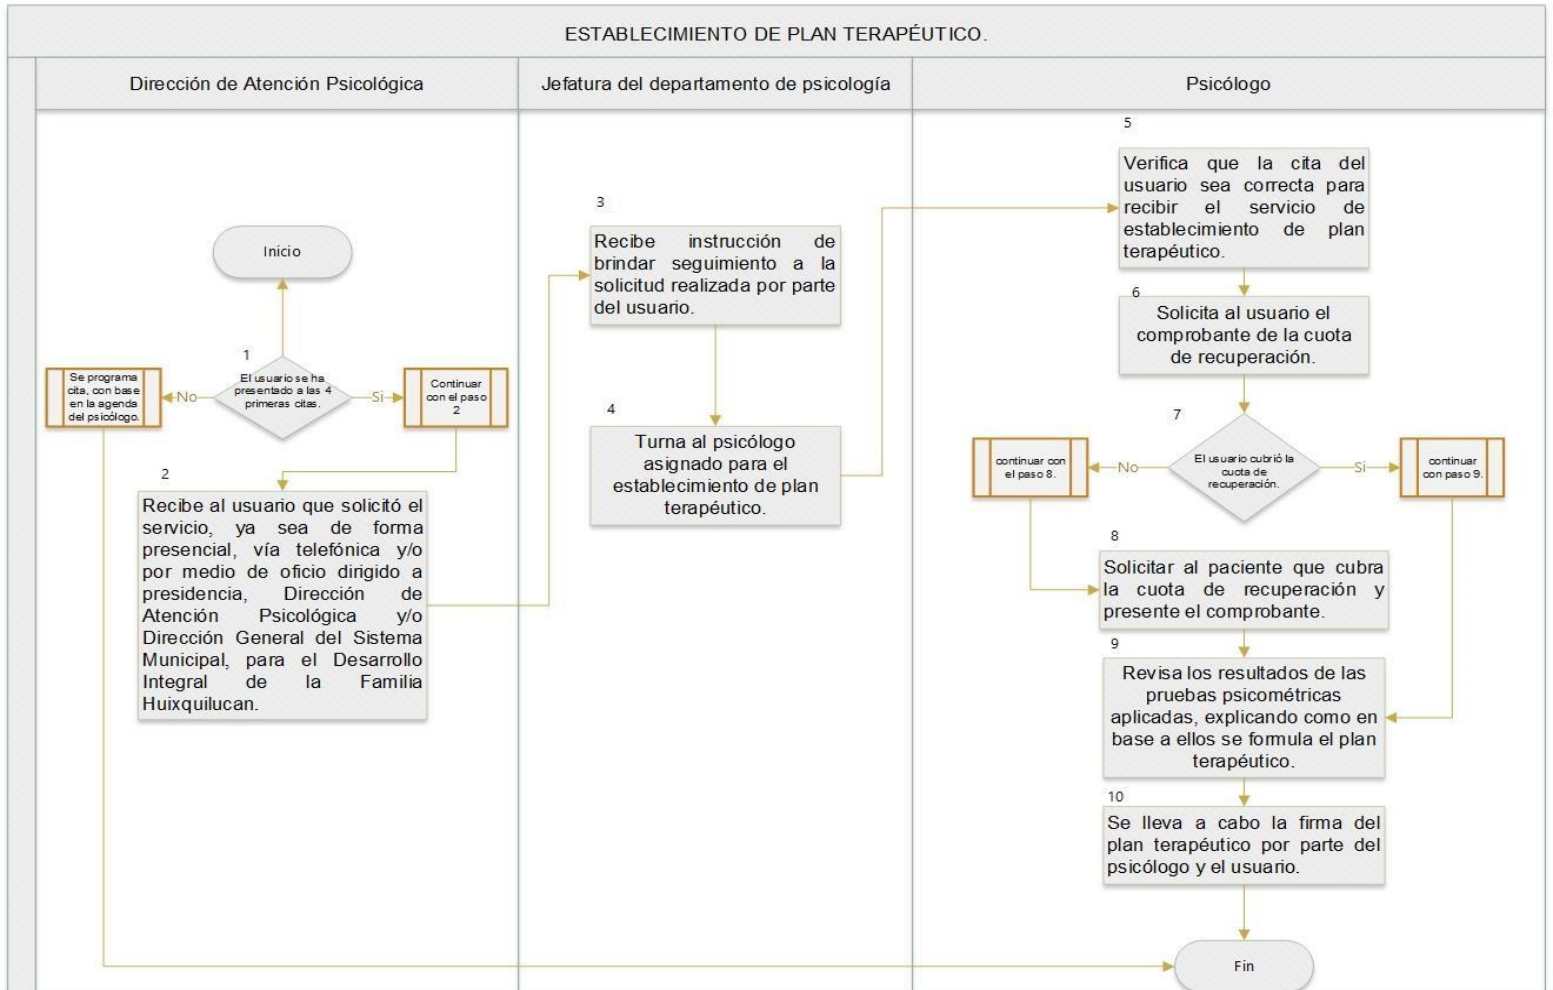 ESTABLECIMIENTO DE PLAN TERAPÉUTICO.
Dirección de Atención Psicológica
Jefatura del departamento de psicología
Psicólogo
Inicio
1
El usuario se ha
presentado a las 4
primeras citas.
No
Se programa
cita, con base
en la agenda
del psicólogo.
Si
Continuar
con el paso
2
2
Recibe al usuario que solicitó el
servicio, ya sea de forma
presencial, vía telefónica y/o
por medio de oficio dirigido a
presidencia, Dirección de
Atención Psicológica y/o
Dirección General del Sistema
Municipal, para el Desarrollo
Integral de la Familia
Huixquilucan.
3
Recibe instrucción de
brindar seguimiento a la
solicitud realizada por parte
del usuario.
4
Turna al psicólogo
asignado para el
establecimiento de plan
terapéutico.
5
Verifica que la cita del
usuario sea correcta para
recibir el servicio de
establecimiento de plan
terapéutico.
6
Solicita al usuario el
comprobante de la cuota
de recuperación.
7
El usuario cubrió la
cuota de
recuperación.
No
continuar con
el paso 8.
Si
continuar
con paso 9.
8
Solicitar al paciente que cubra
la cuota de recuperación y
presente el comprobante.
9
Revisa los resultados de las
pruebas psicométricas
aplicadas, explicando como en
base a ellos se formula el plan
terapéutico.
10
Se lleva a cabo la firma del
plan terapéutico por parte del
psicólogo y el usuario.
Fin